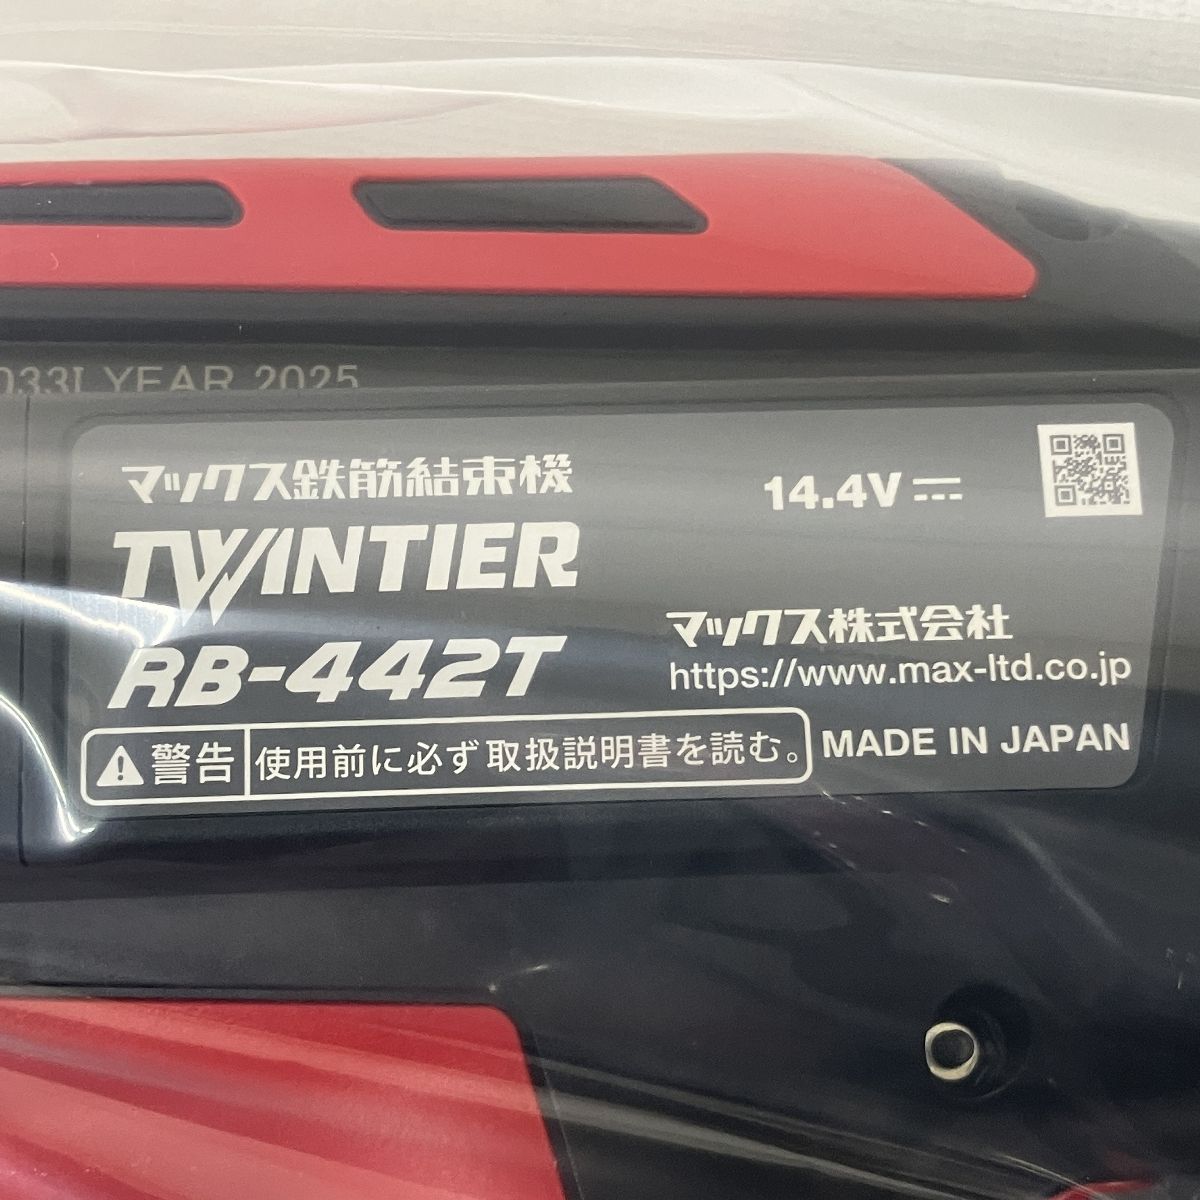 033I YEAR 2025
マックス鉄筋結束機
14.4V
TWINTIER
RB-442T
マックス株式会社
https://www.max-ltd.co.jp
警告 使用前に必ず取扱説明書を読む。
MADE IN JAPAN